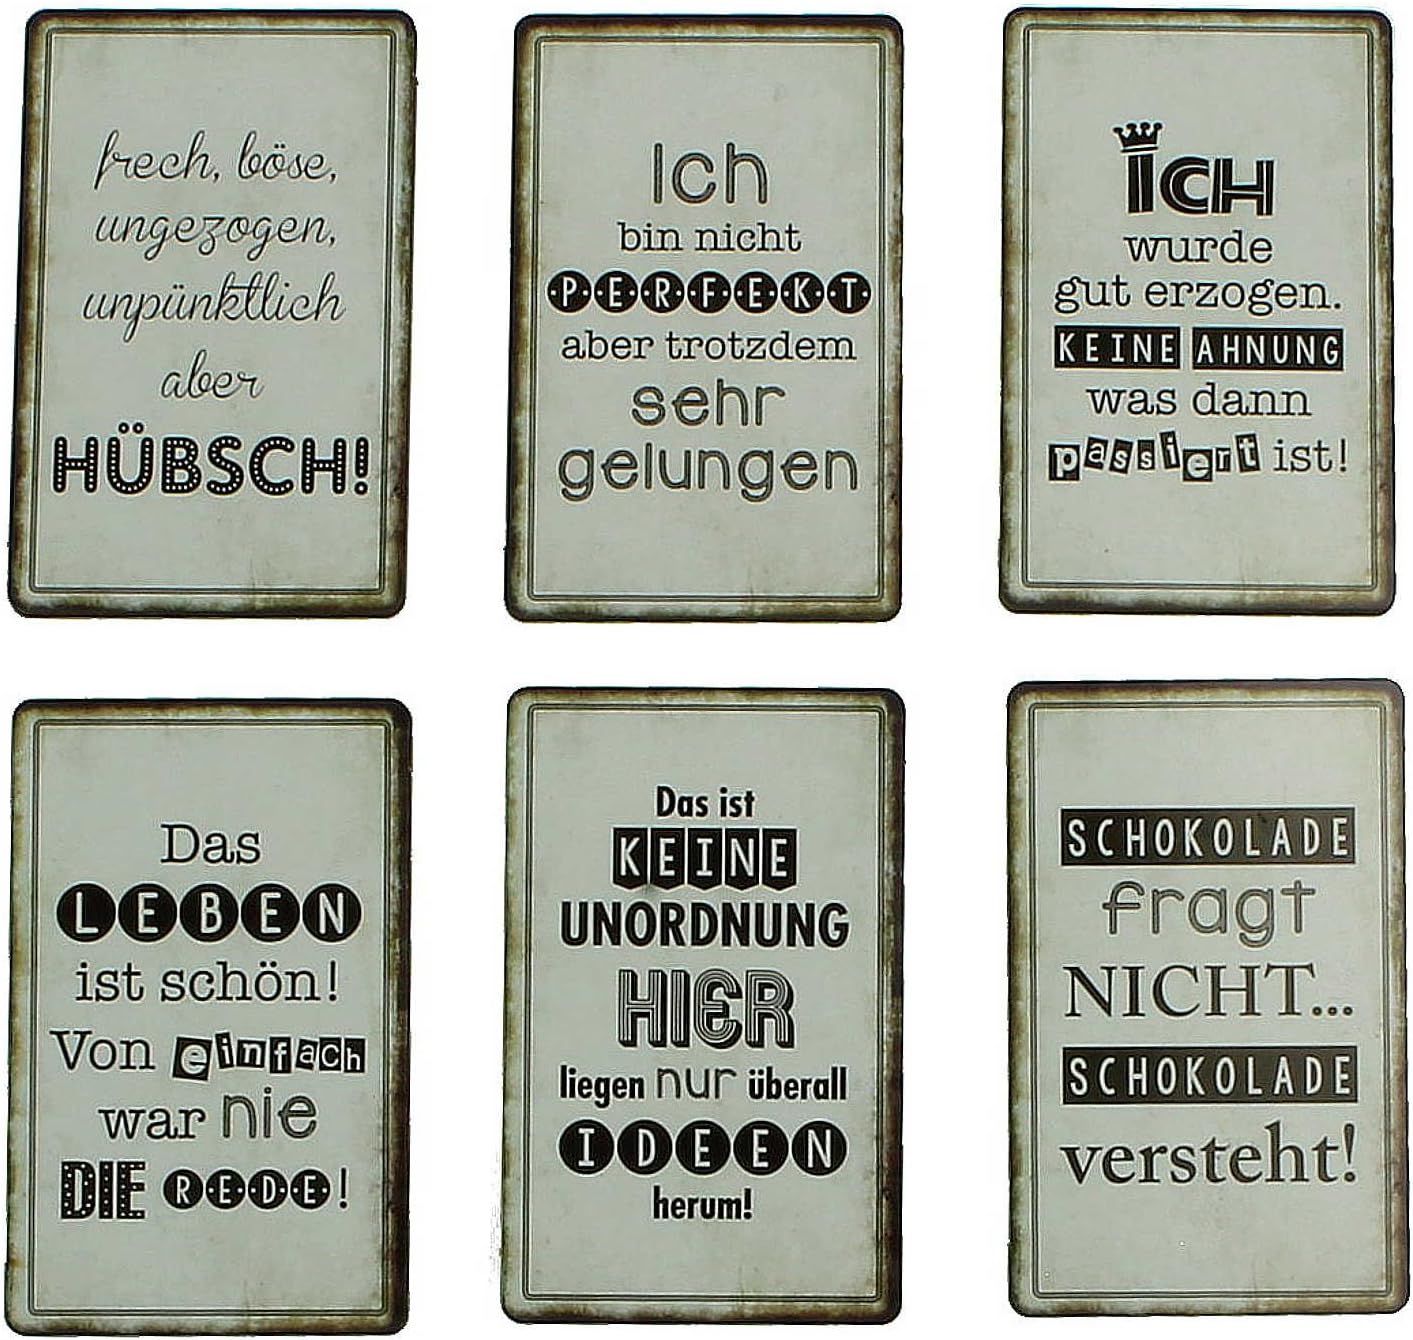 frech, böse,
ungezogen,
unpünktlich
aber
HÜBSCH!
Ich
bin nicht
P·E·R·F·E·K·T
aber trotzdem
sehr
gelungen
ICH
wurde
gut erzogen.
KEINE AHNUNG
was dann
passiert ist!
Das
LEBEN
ist schön!
Von einfach
war nie
DIE R·E·D·E!
Das ist
KEINE
UNORDNUNG
HIER
liegen nur überall
IDEEN
herum!
SCHOKOLADE
fragt
NICHT...
SCHOKOLADE
versteht!